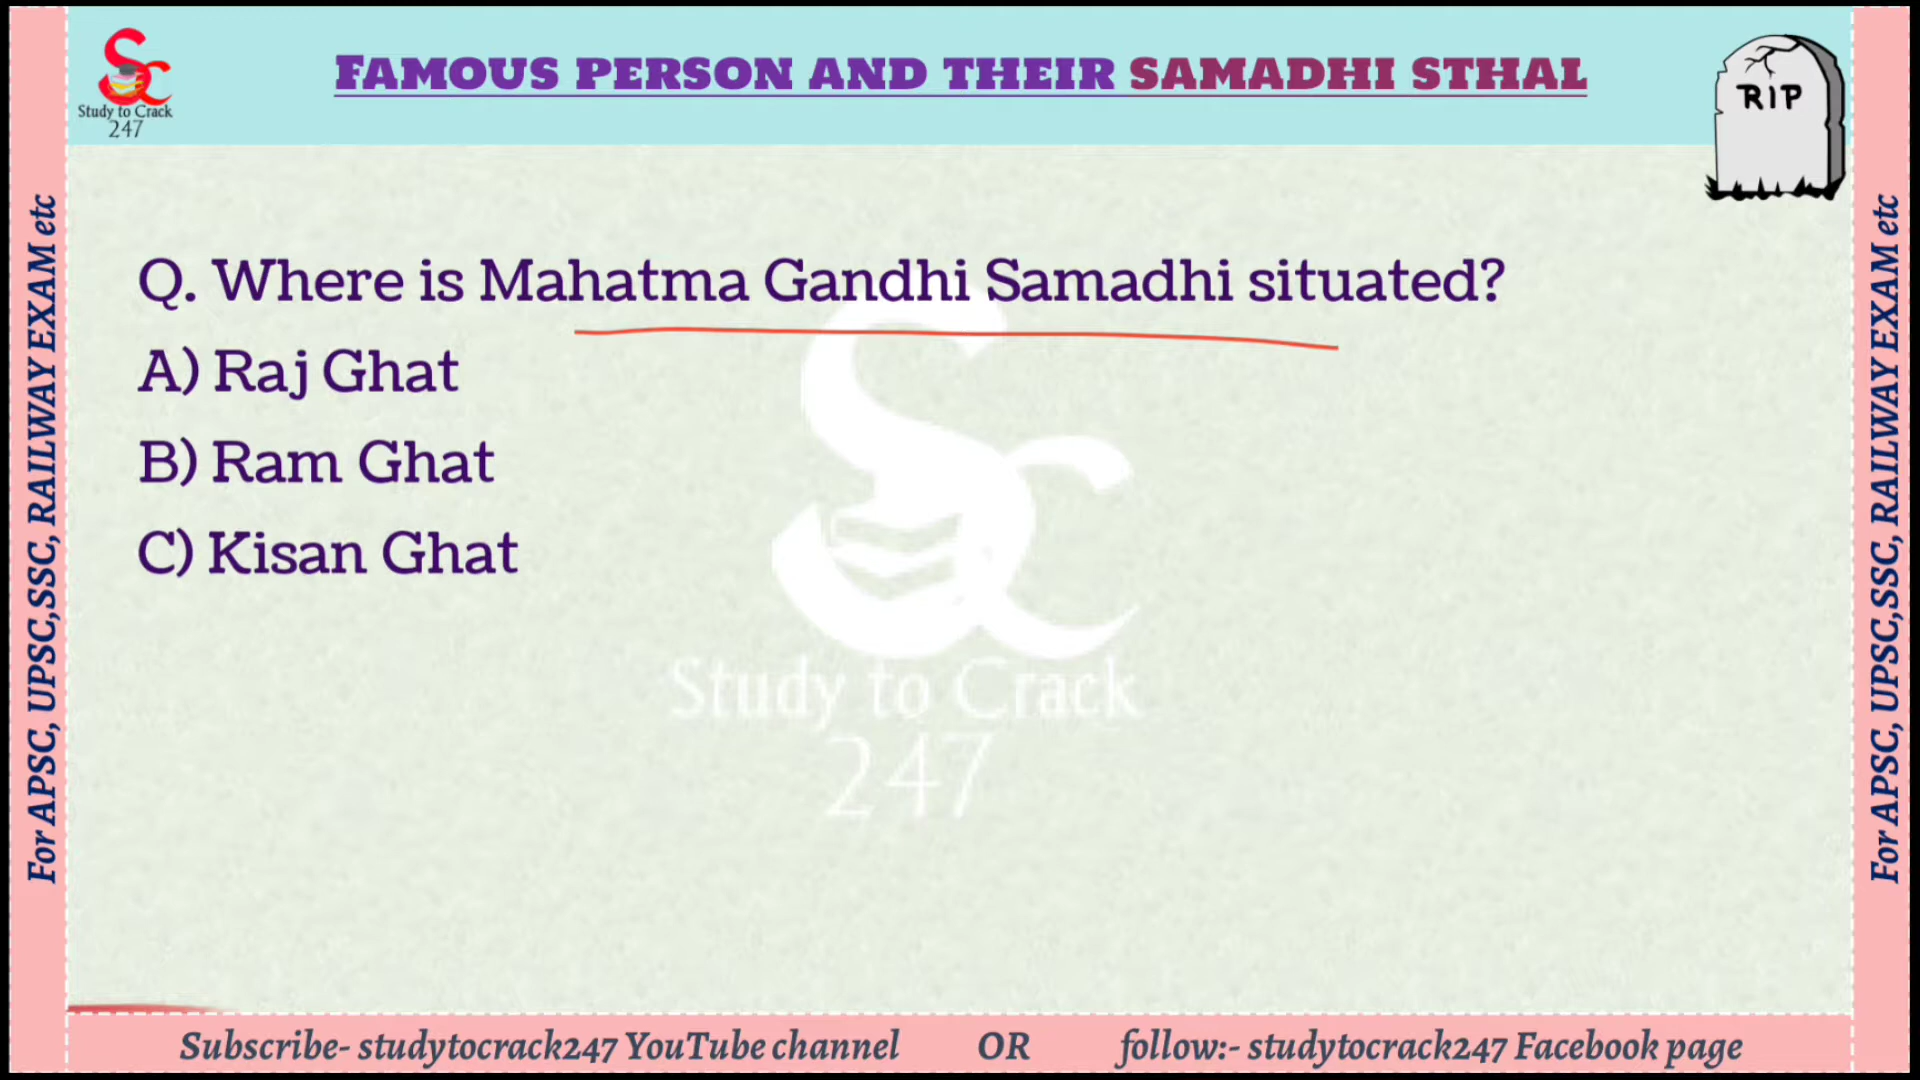 Study to Crack
247
FAMOUS PERSON AND THEIR SAMADHI STHAL
RIP
For APSC, UPSC,SSC, RAILWAY EXAM etc
Q. Where is Mahatma Gandhi Samadhi situated?
A) Raj Ghat
B) Ram Ghat
C) Kisan Ghat
Study to Crack
247
For APSC, UPSC,SSC, RAILWAY EXAM etc
Subscribe- studytocrack247 YouTube channel OR follow:- studytocrack247 Facebook page